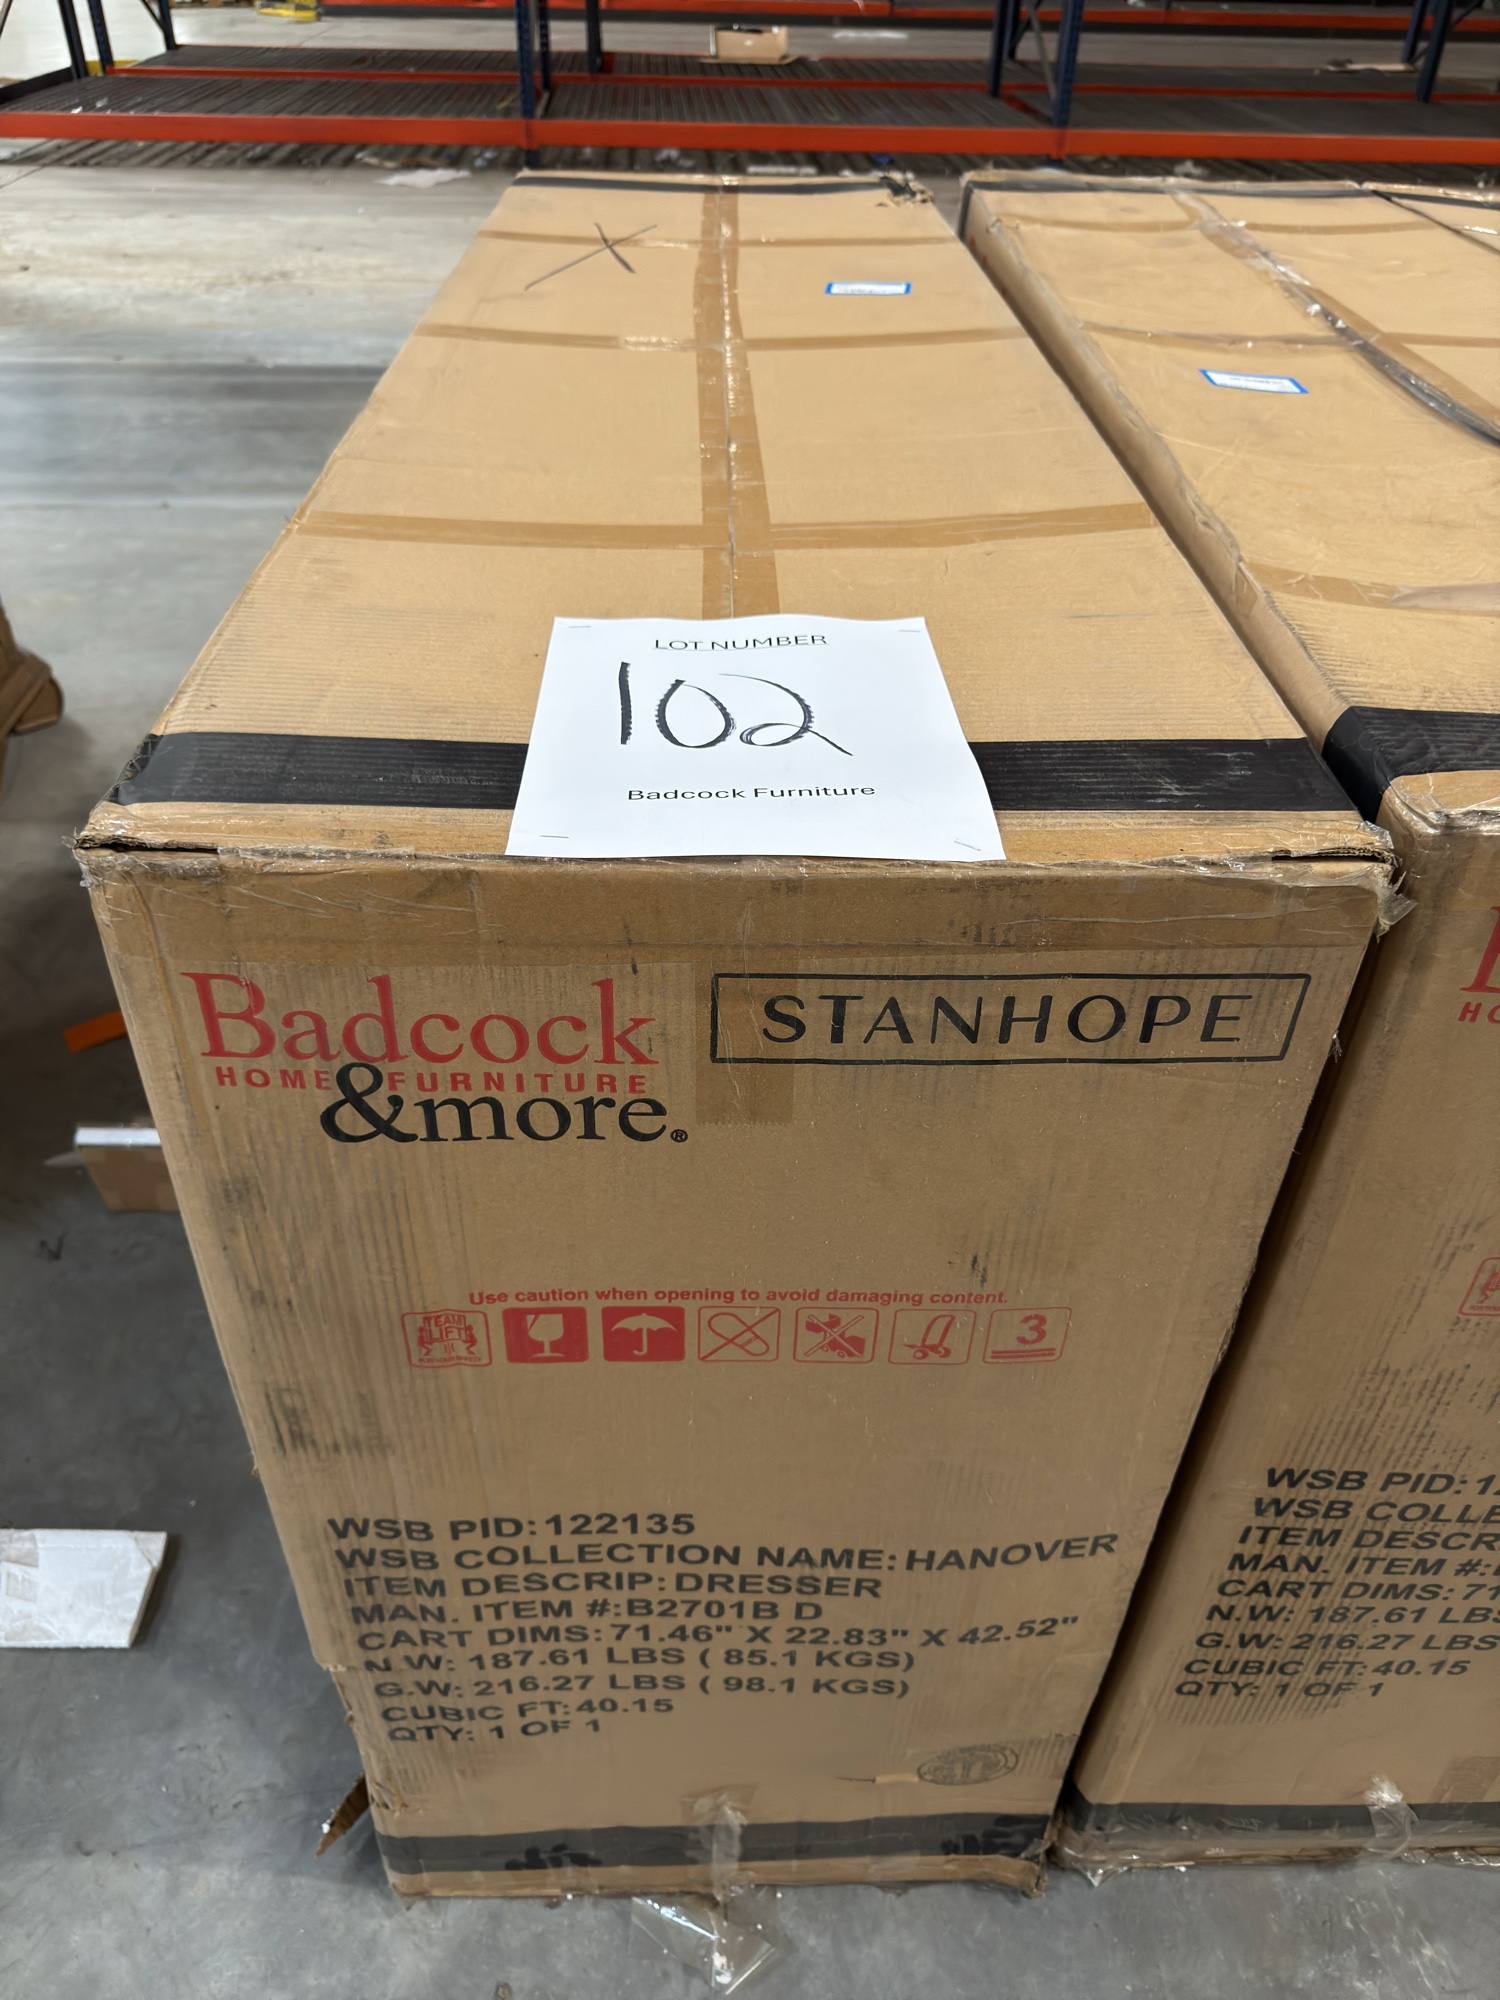 LOT NUMBER
102
Badcock Furniture
Badcock
HOME FURNITURE
&more®
STANHOPE
Use caution when opening to avoid damaging content.
TEAM
LIFT
3
WSB PID:122135
WSB COLLECTION NAME:HANOVER
ITEM DESCRIP:DRESSER
MAN. ITEM #:B2701B D
CART DIMS:71.46" X 22.83" X 42.52"
N.W: 187.61 LBS ( 85.1 KGS)
G.W: 216.27 LBS ( 98.1 KGS)
CUBIC FT:40.15
QTY: 1 OF 1
WSB PID:1
WSB COLLE
ITEM DESCR
MAN. ITEM #:
CART DIMS:71
N.W: 187.61 LBS
G.W: 216.27 LBS
CUBIC FT:40.15
QTY: 1 OF 1